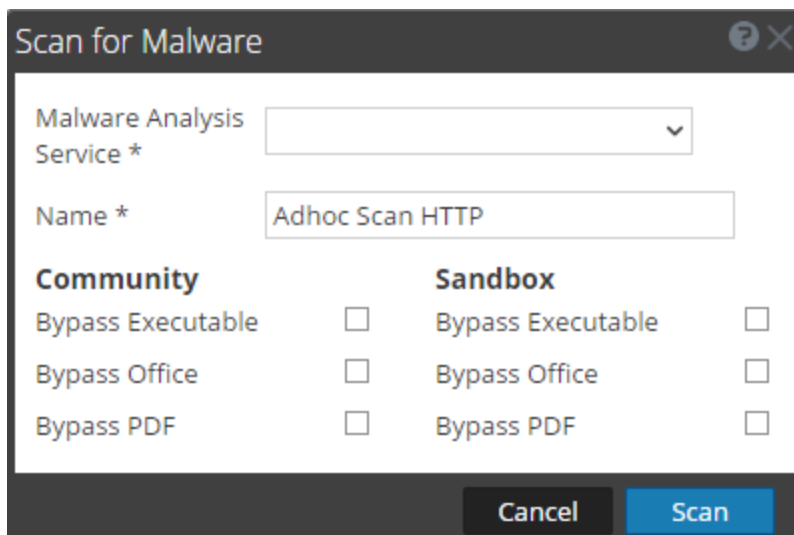 Scan for Malware
Malware Analysis
Service *
Name *
Adhoc Scan HTTP
Community
Sandbox
Bypass Executable
Bypass Executable
Bypass Office
Bypass Office
Bypass PDF
Bypass PDF
Cancel
Scan